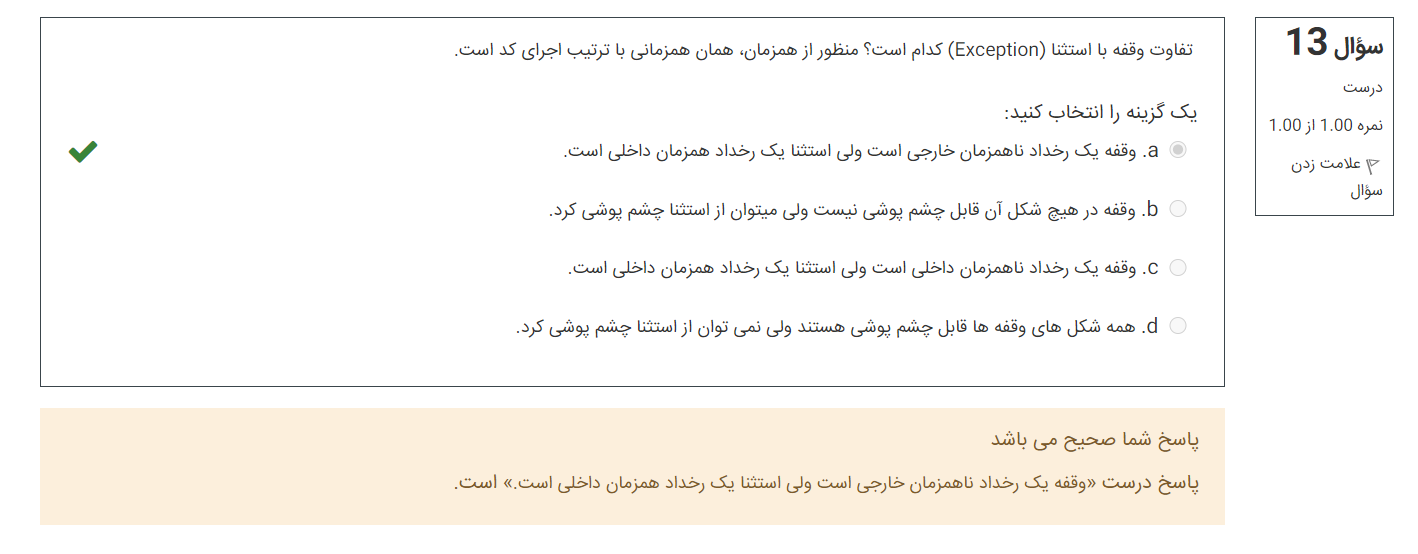 سؤال 13
درست
نمره 1.00 از 1.00
علامت زدن
سؤال
تفاوت وقفه با استثنا (Exception) کدام است؟ منظور از همزمان، همان همزمانی با ترتیب اجرای کد است.
یک گزینه را انتخاب کنید:
a. وقفه یک رخداد ناهمزمان خارجی است ولی استثنا یک رخداد همزمان داخلی است.
b. وقفه در هیچ شکل آن قابل چشم پوشی نیست ولی میتوان از استثنا چشم پوشی کرد.
c. وقفه یک رخداد ناهمزمان داخلی است ولی استثنا یک رخداد همزمان داخلی است.
d. همه شکل های وقفه ها قابل چشم پوشی هستند ولی نمی توان از استثنا چشم پوشی کرد.
پاسخ شما صحیح می باشد
پاسخ درست «وقفه یک رخداد ناهمزمان خارجی است ولی استثنا یک رخداد همزمان داخلی است.» است.